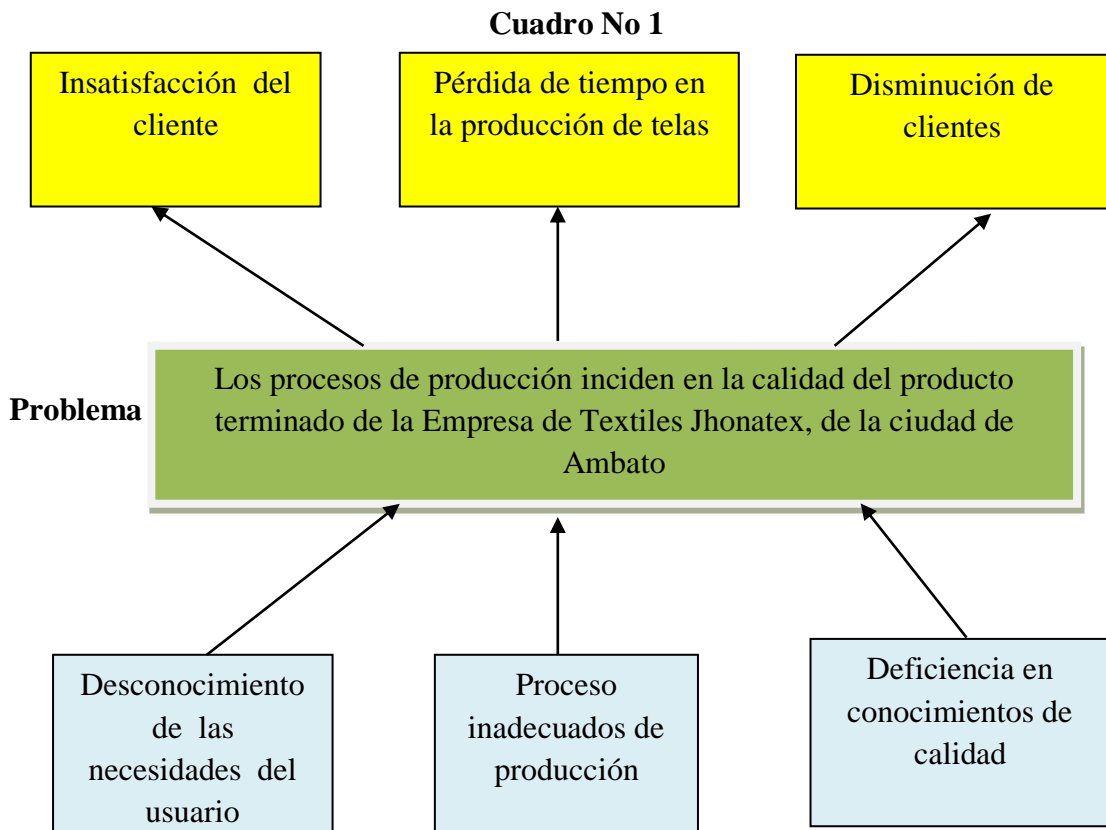 Cuadro No 1
Insatisfacción del
cliente
Pérdida de tiempo en
la producción de telas
Disminución de
clientes
Problema
Los procesos de producción inciden en la calidad del producto
terminado de la Empresa de Textiles Jhonatex, de la ciudad de
Ambato
Desconocimiento
de las
necesidades del
usuario
Proceso
inadecuados de
producción
Deficiencia en
conocimientos de
calidad